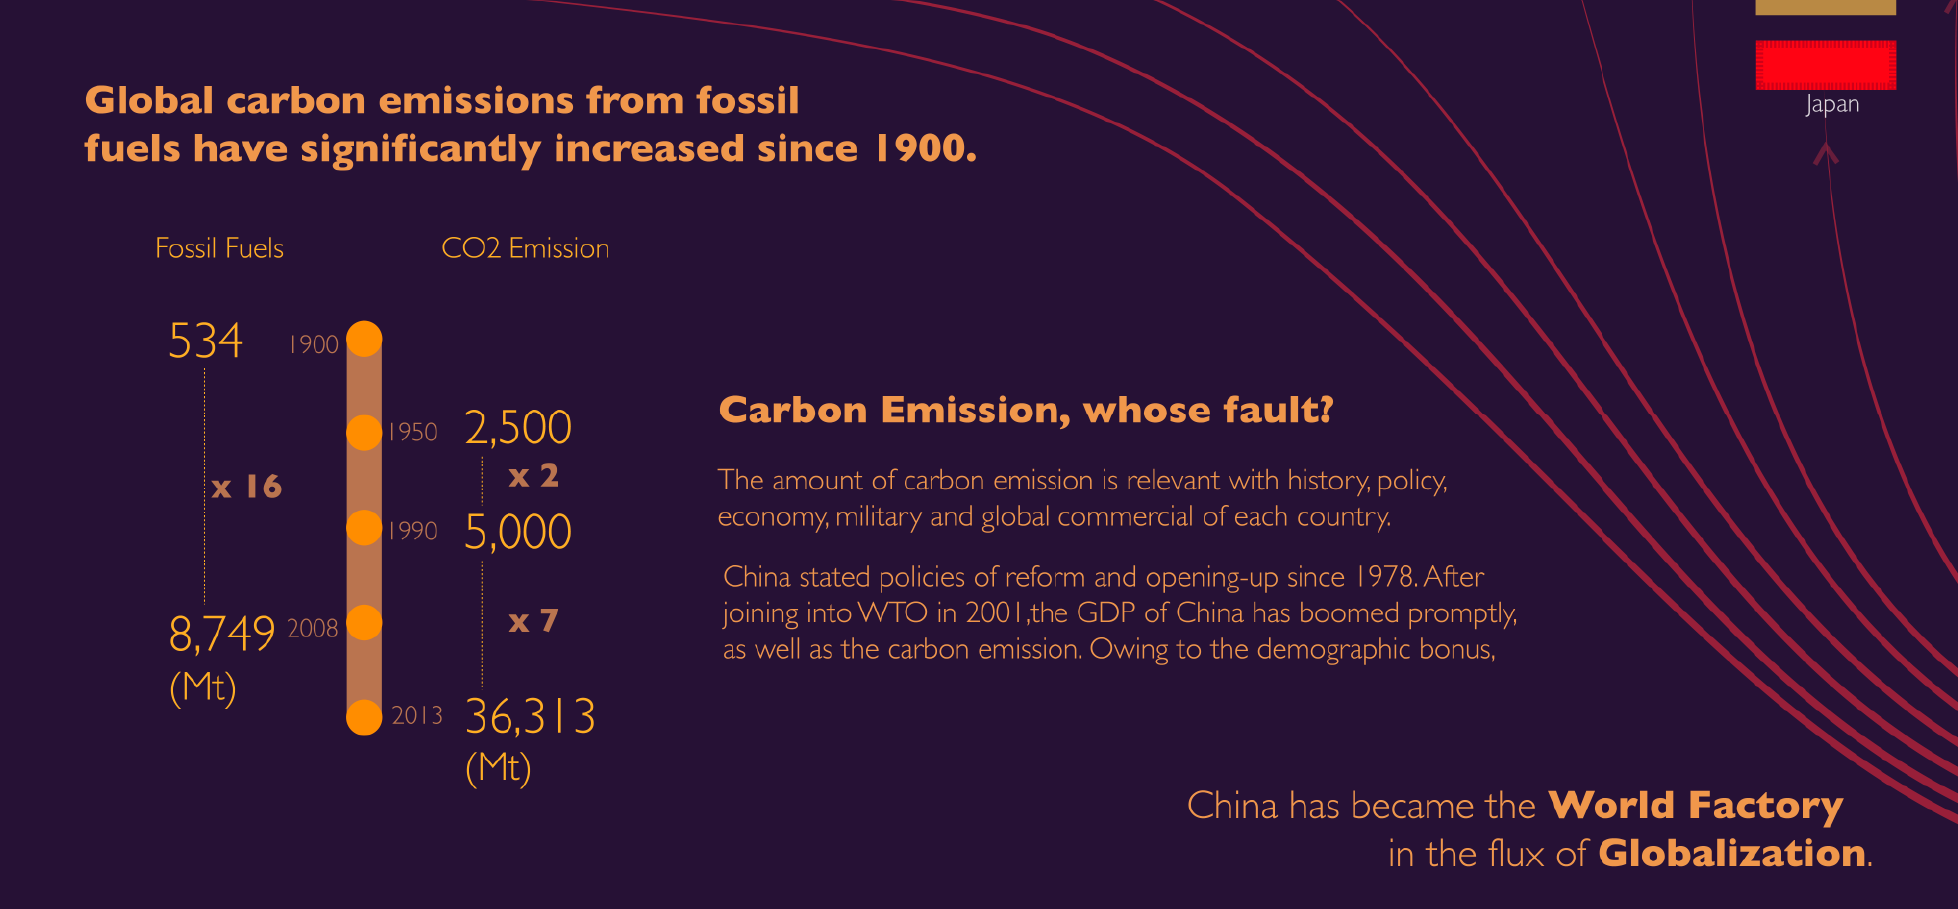 Japan
Global carbon emissions from fossil
fuels have significantly increased since 1900.
Fossil Fuels
CO2 Emission
534
1900
1950
2,500
x 16
x 2
1990
5,000
8,749
2008
x 7
(Mt)
2013
36,313
(Mt)
Carbon Emission, whose fault?
The amount of carbon emission is relevant with history, policy,
economy, military and global commercial of each country.
China stated policies of reform and opening-up since 1978. After
joining into WTO in 2001,the GDP of China has boomed promptly,
as well as the carbon emission. Owing to the demographic bonus,
China has became the World Factory
in the flux of Globalization.